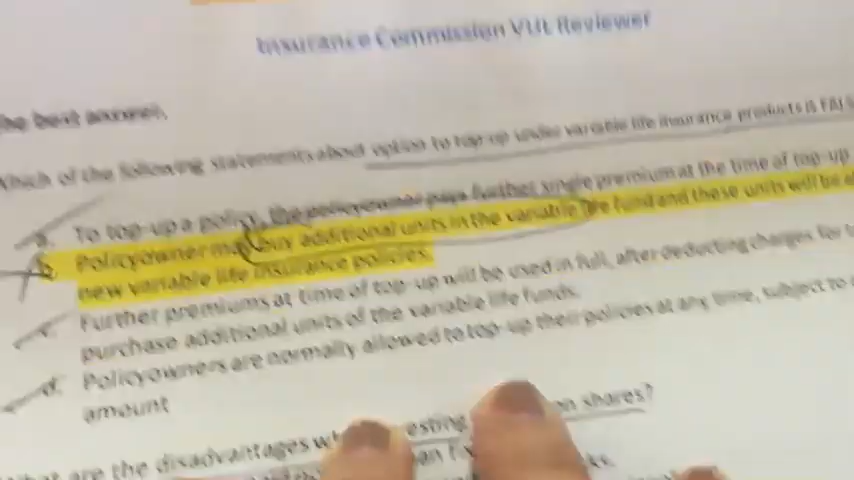 Insurance Commission VUL Reviewer
he best answer.
Which of the following statements about option to top-up under variable life insurance products is FALS
a. To top-up a policy, the policyowner pays further single premium at the time of top-up
b. Policyowner may buy additional units in the variable life fund and these units will be
new variable life insurance policies.
c. Further premiums at time of top-up will be used in full, after deducting charges for
purchase additional units of the variable life funds.
d. Policyowners are normally allowed to top-up their policies at any time, subject to
amount
What are the disadvantages esting on shares?